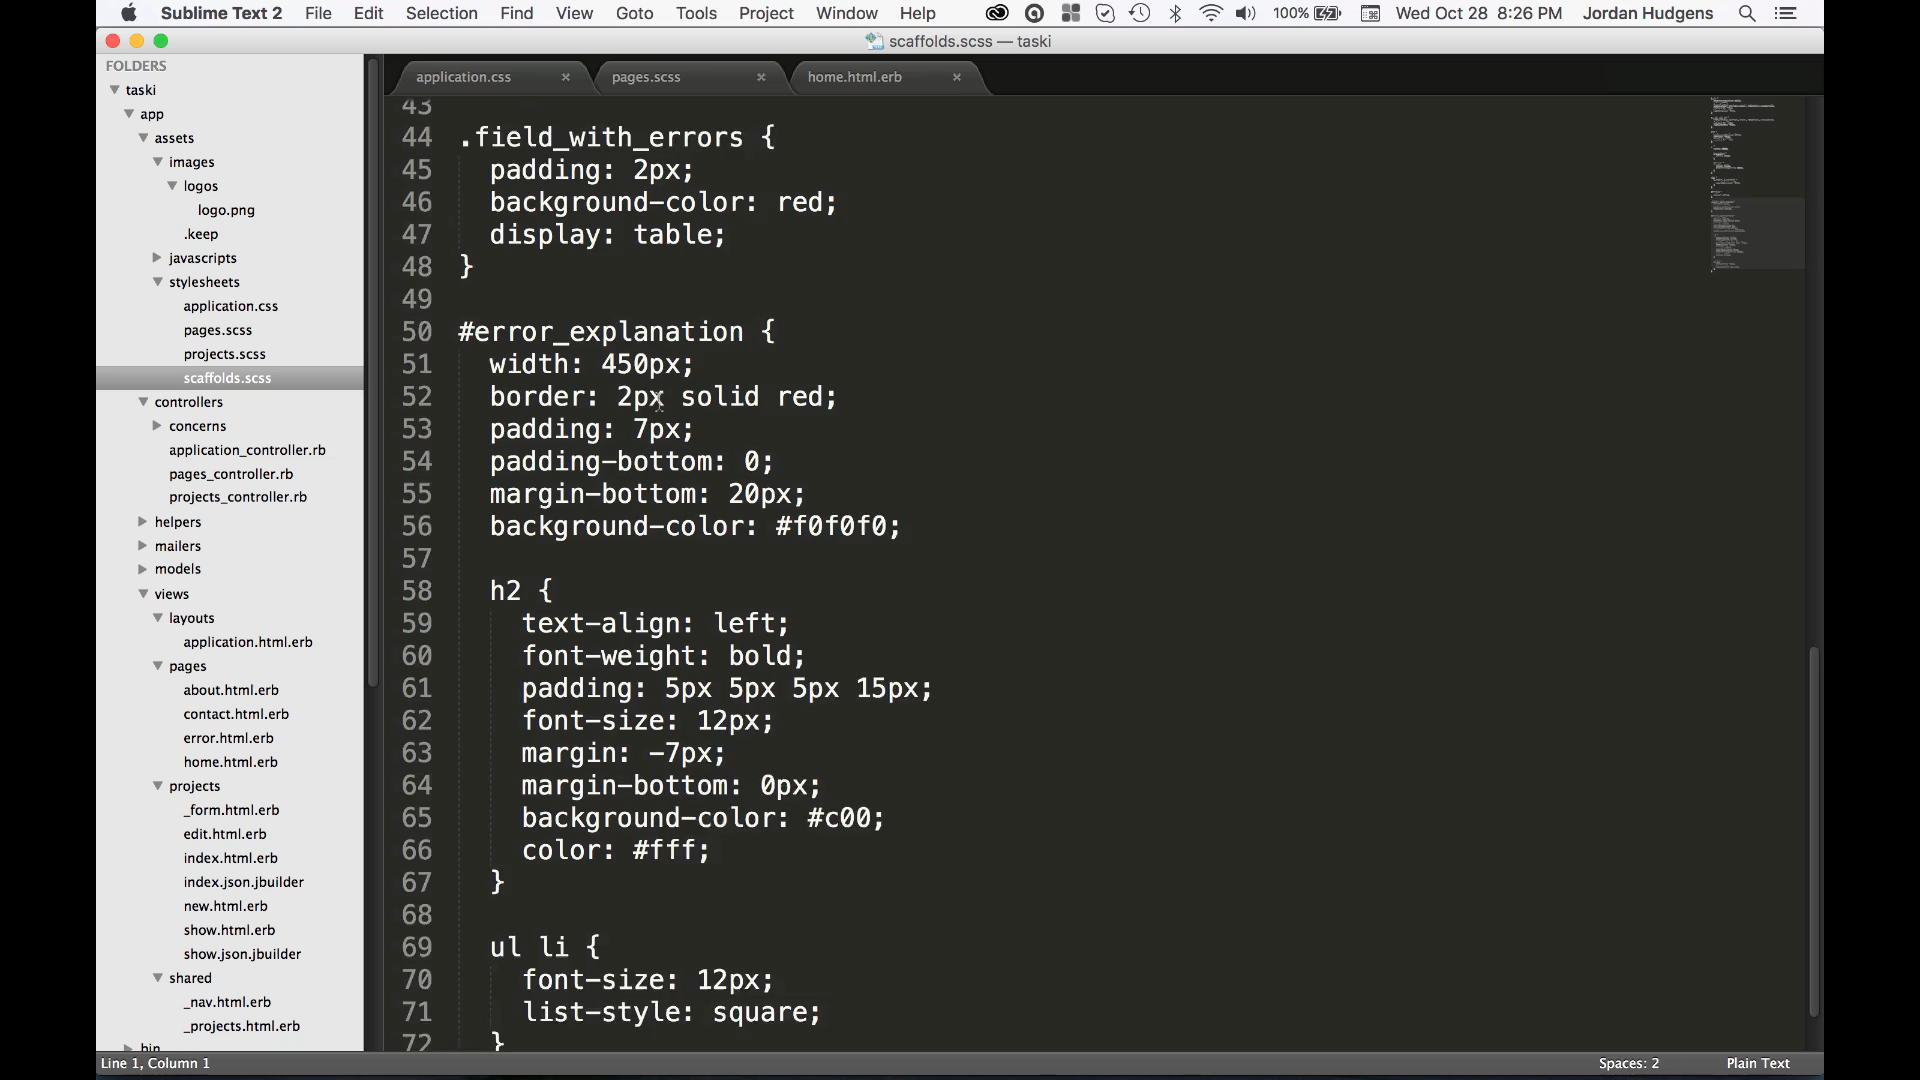 Sublime Text 2 File Edit Selection Find View Goto Tools Project Window Help 100% Wed Oct 28 8:26 PM Jordan Hudgens
scaffolds.scss — taski
FOLDERS
taski
app
assets
images
logos
logo.png
.keep
javascripts
stylesheets
application.css
pages.scss
projects.scss
scaffolds.scss
controllers
concerns
application_controller.rb
pages_controller.rb
projects_controller.rb
helpers
mailers
models
views
layouts
application.html.erb
pages
about.html.erb
contact.html.erb
error.html.erb
home.html.erb
projects
_form.html.erb
edit.html.erb
index.html.erb
index.json.jbuilder
new.html.erb
show.html.erb
show.json.jbuilder
shared
_nav.html.erb
_projects.html.erb
bin
application.css × pages.scss × home.html.erb ×
43
44 .field_with_errors {
45 padding: 2px;
46 background-color: red;
47 display: table;
48 }
49
50 #error_explanation {
51 width: 450px;
52 border: 2px solid red;
53 padding: 7px;
54 padding-bottom: 0;
55 margin-bottom: 20px;
56 background-color: #f0f0f0;
57
58 h2 {
59 text-align: left;
60 font-weight: bold;
61 padding: 5px 5px 5px 15px;
62 font-size: 12px;
63 margin: -7px;
64 margin-bottom: 0px;
65 background-color: #c00;
66 color: #fff;
67 }
68
69 ul li {
70 font-size: 12px;
71 list-style: square;
72 }
Line 1, Column 1 Spaces: 2 Plain Text